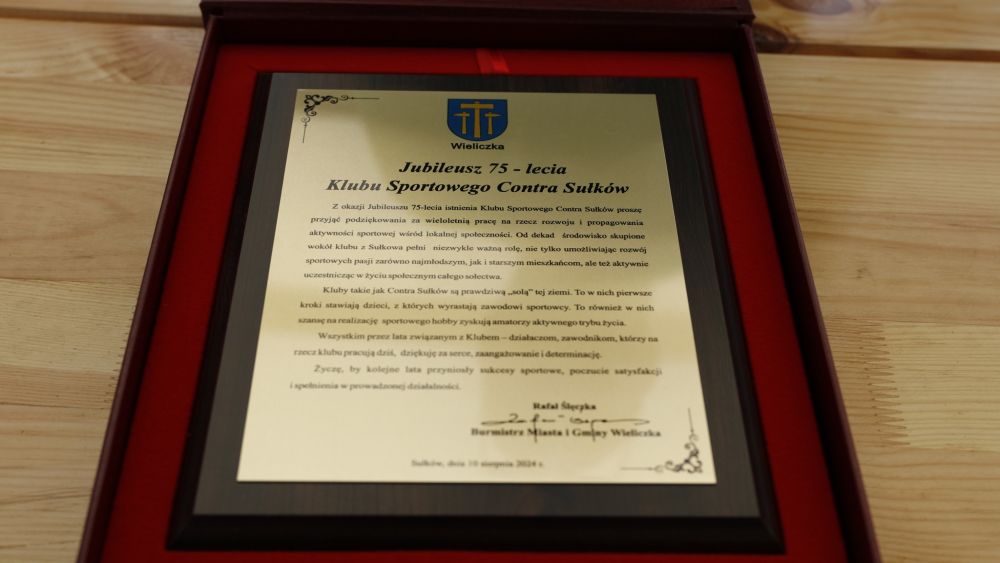 Wieliczka
Jubileusz 75 - lecia
Klubu Sportowego Contra Sułków
Z okazji Jubileuszu 75-lecia istnienia Klubu Sportowego Contra Sułków proszę
przyjąć podziękowania za wieloletnią pracę na rzecz rozwoju i propagowania
aktywności sportowej wśród lokalnej społeczności. Od dekad środowisko skupione
wokół klubu z Sułkowa pełni niezwykle ważną rolę, nie tylko umożliwiając rozwój
sportowych pasji zarówno najmłodszym, jak i starszym mieszkańcom, ale też aktywnie
uczestnicząc w życiu społecznym całego sołectwa.
Kluby takie jak Contra Sułków są prawdziwą „solą” tej ziemi. To w nich pierwsze
kroki stawiają dzieci, z których wyrastają zawodowi sportowcy. To również w nich
szansę na realizację sportowego hobby zyskują amatorzy aktywnego trybu życia.
Wszystkim przez lata związanym z Klubem – działaczom, zawodnikom, którzy na
rzecz klubu pracują dziś, dziękuję za serce, zaangażowanie i determinację.
Życzę, by kolejne lata przyniosły sukcesy sportowe, poczucie satysfakcji
i spełnienia w prowadzonej działalności.
Rafał Ślęczka
Burmistrz Miasta i Gminy Wieliczka
Sułków, dnia 10 sierpnia 2024 r.